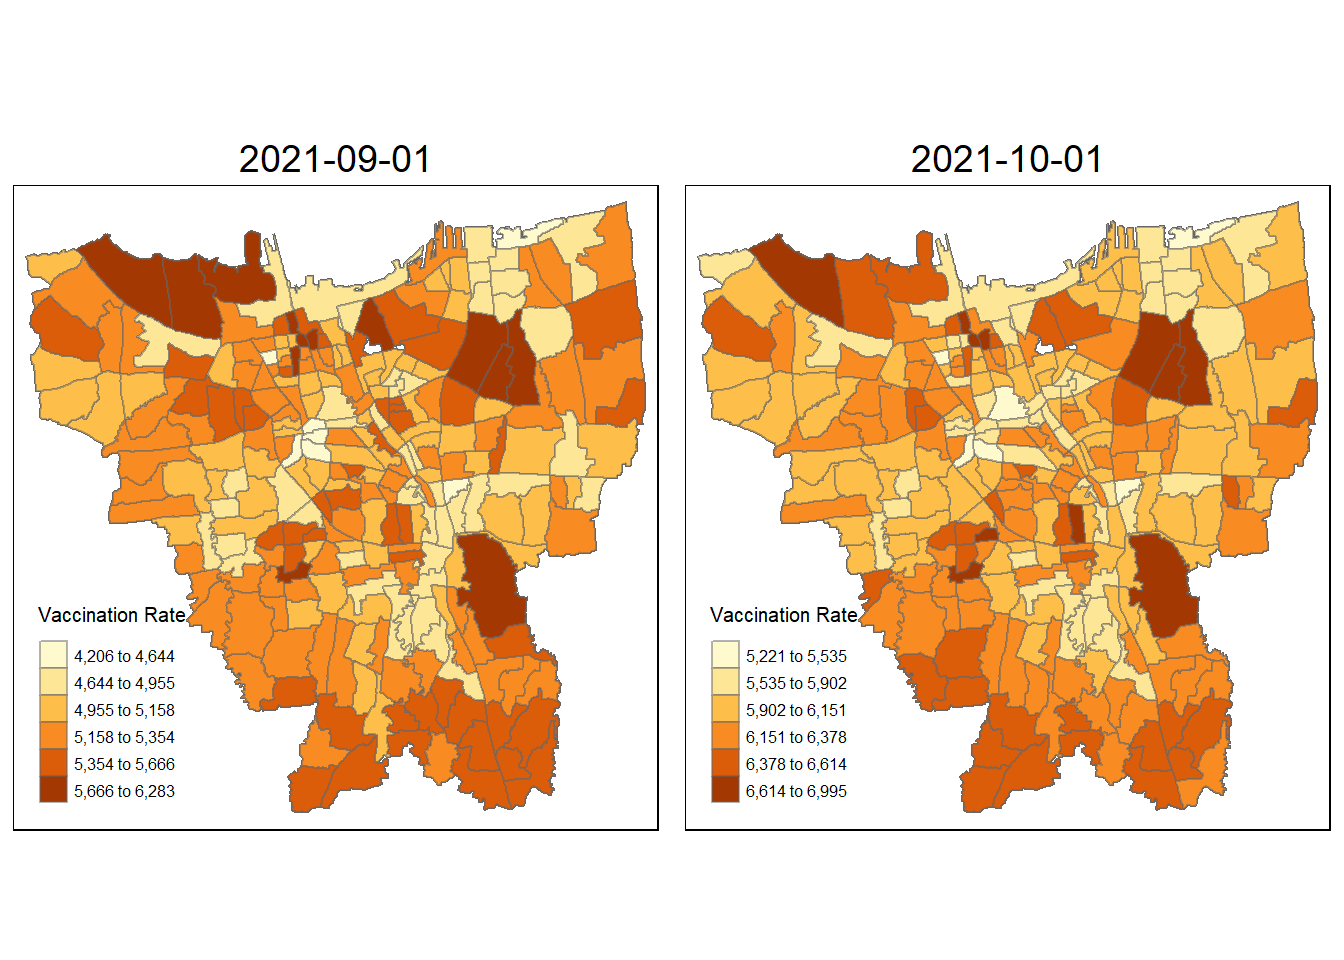 2021-09-01
Vaccination Rate
4,206 to 4,644
4,644 to 4,955
4,955 to 5,158
5,158 to 5,354
5,354 to 5,666
5,666 to 6,283
2021-10-01
Vaccination Rate
5,221 to 5,535
5,535 to 5,902
5,902 to 6,151
6,151 to 6,378
6,378 to 6,614
6,614 to 6,995